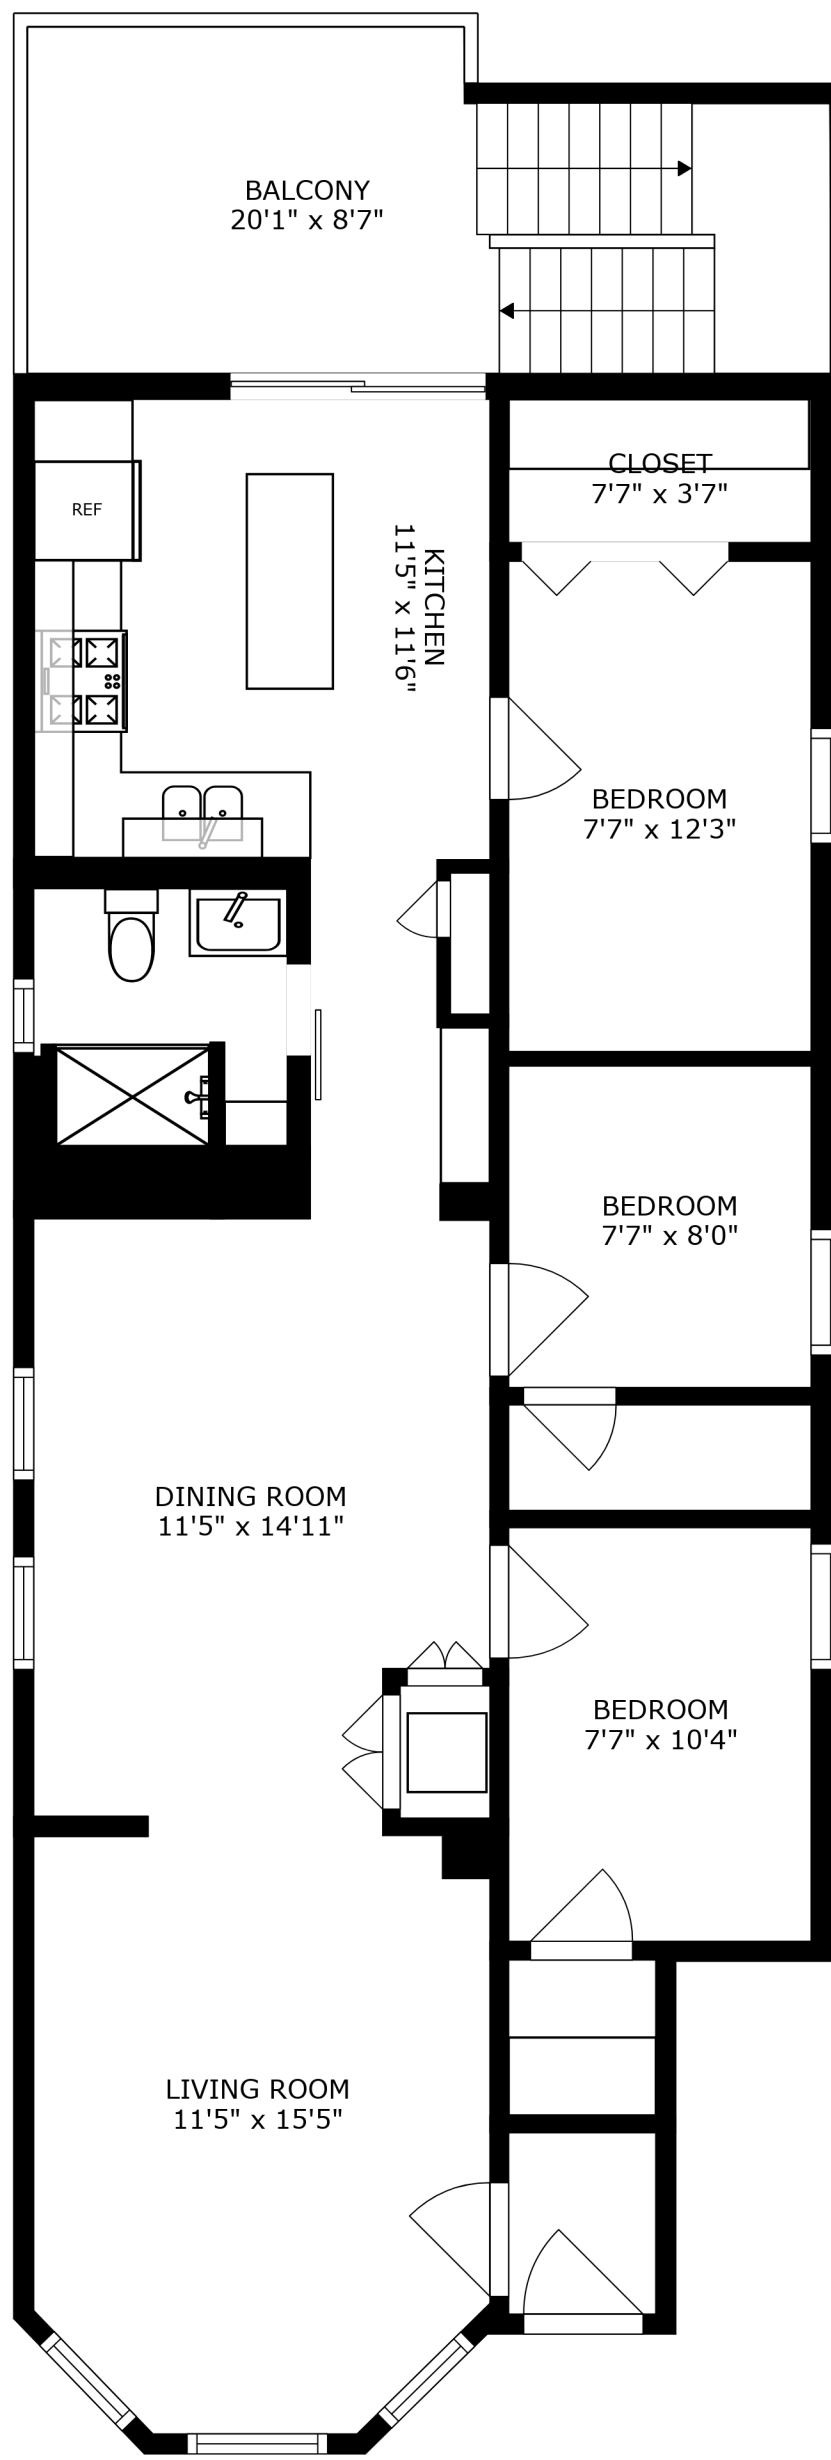 BALCONY
20'1" x 8'7"
CLOSET
7'7" x 3'7"
REF
KITCHEN
11'5" x 11'6"
BEDROOM
7'7" x 12'3"
BEDROOM
7'7" x 8'0"
DINING ROOM
11'5" x 14'11"
BEDROOM
7'7" x 10'4"
LIVING ROOM
11'5" x 15'5"